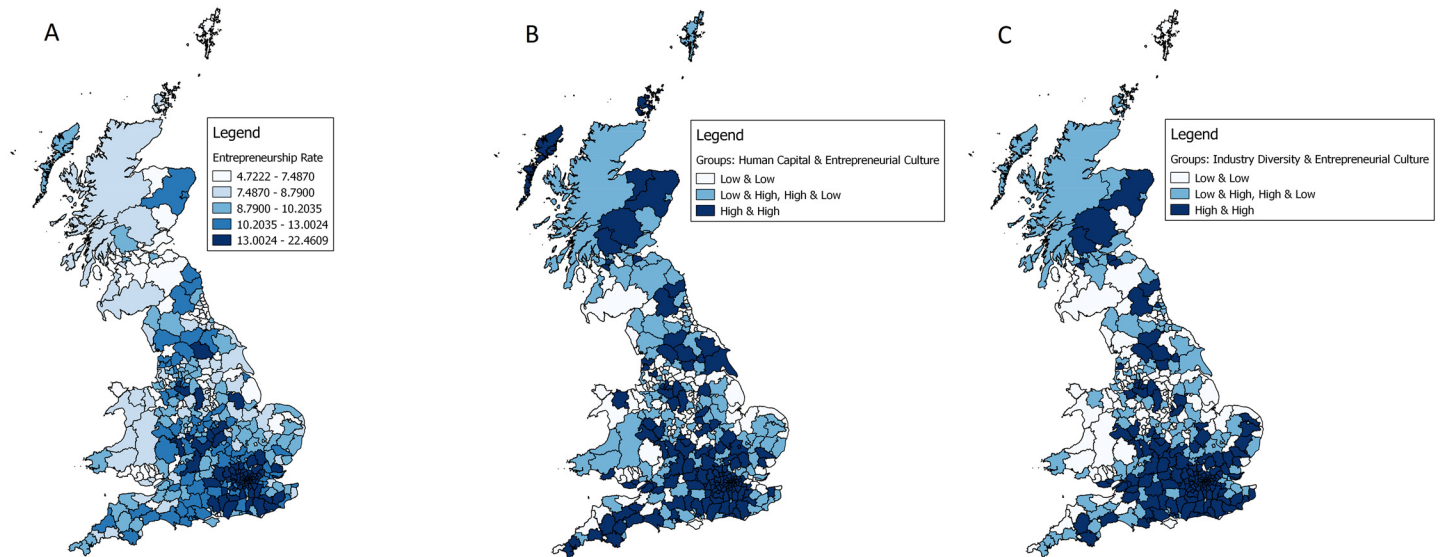 A
Legend
Entrepreneurship Rate
4.7222 - 7.4870
7.4870 - 8.7900
8.7900 - 10.2035
10.2035 - 13.0024
13.0024 - 22.4609
B
Legend
Groups: Human Capital & Entrepreneurial Culture
Low & Low
Low & High, High & Low
High & High
C
Legend
Groups: Industry Diversity & Entrepreneurial Culture
Low & Low
Low & High, High & Low
High & High